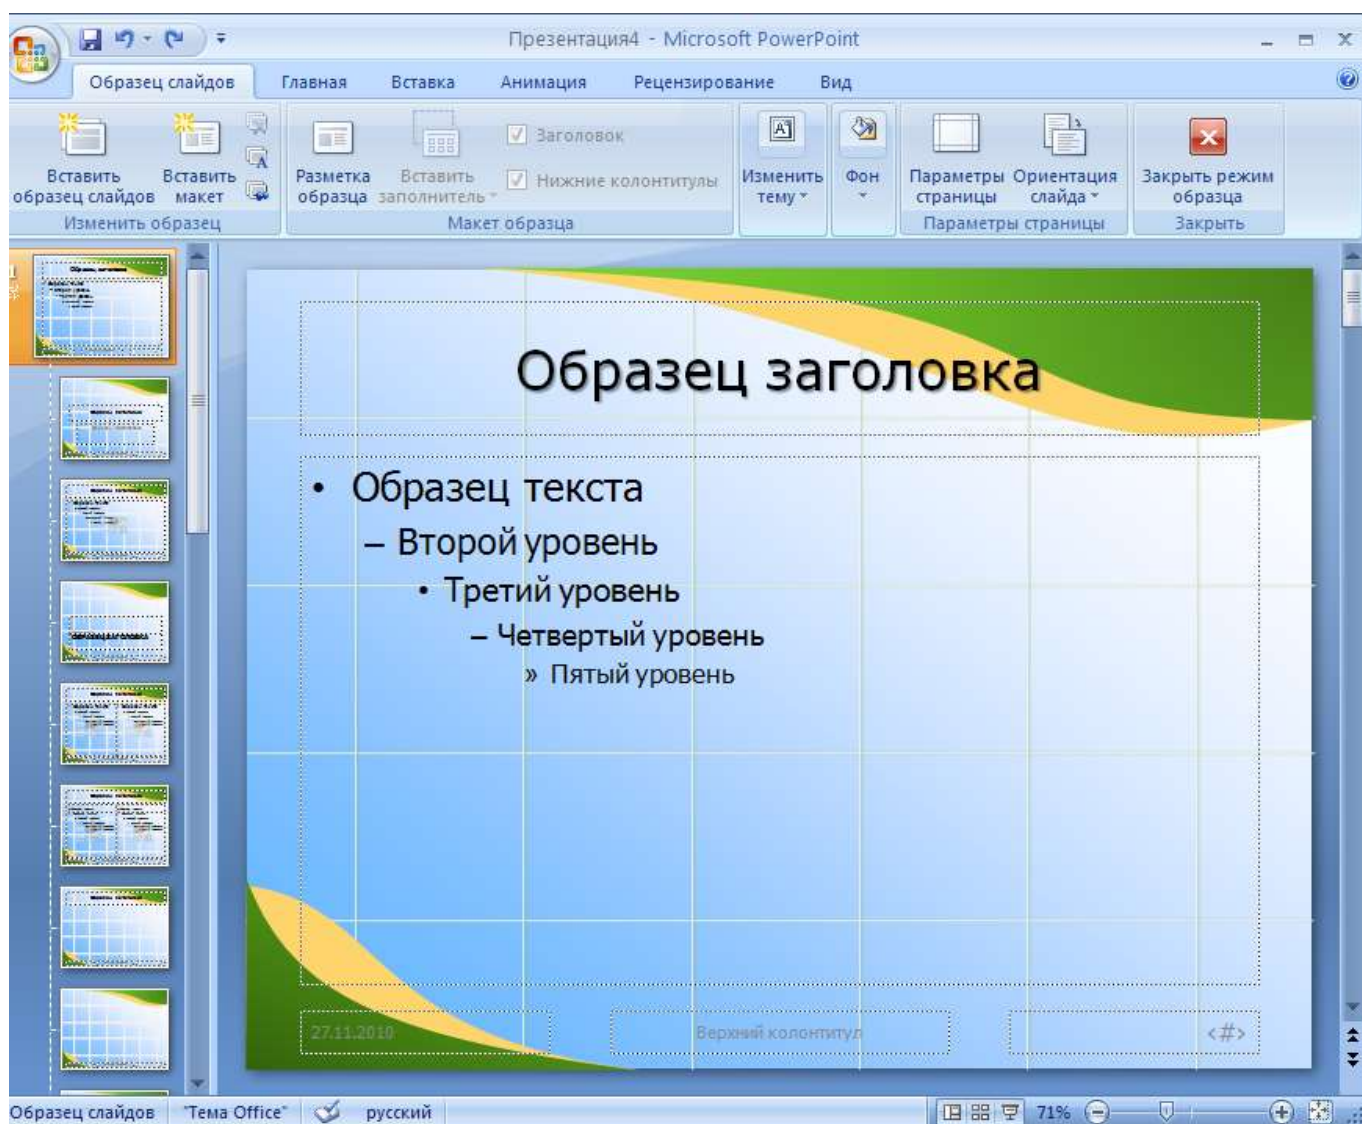 Презентация4 - Microsoft PowerPoint
Образец слайдов Главная Вставка Анимация Рецензирование Вид
Вставить образец слайдов
Вставить макет
Изменить образец
Разметка образца
Вставить заполнитель
Заголовок
Нижние колонтитулы
Макет образца
Изменить тему
Фон
Параметры страницы
Ориентация слайда
Параметры страницы
Закрыть режим образца
Закрыть
Образец заголовка
• Образец текста
– Второй уровень
• Третий уровень
– Четвертый уровень
» Пятый уровень
27.11.2010
Верхний колонтитул
<#>
Образец слайдов "Тема Office" русский 71%